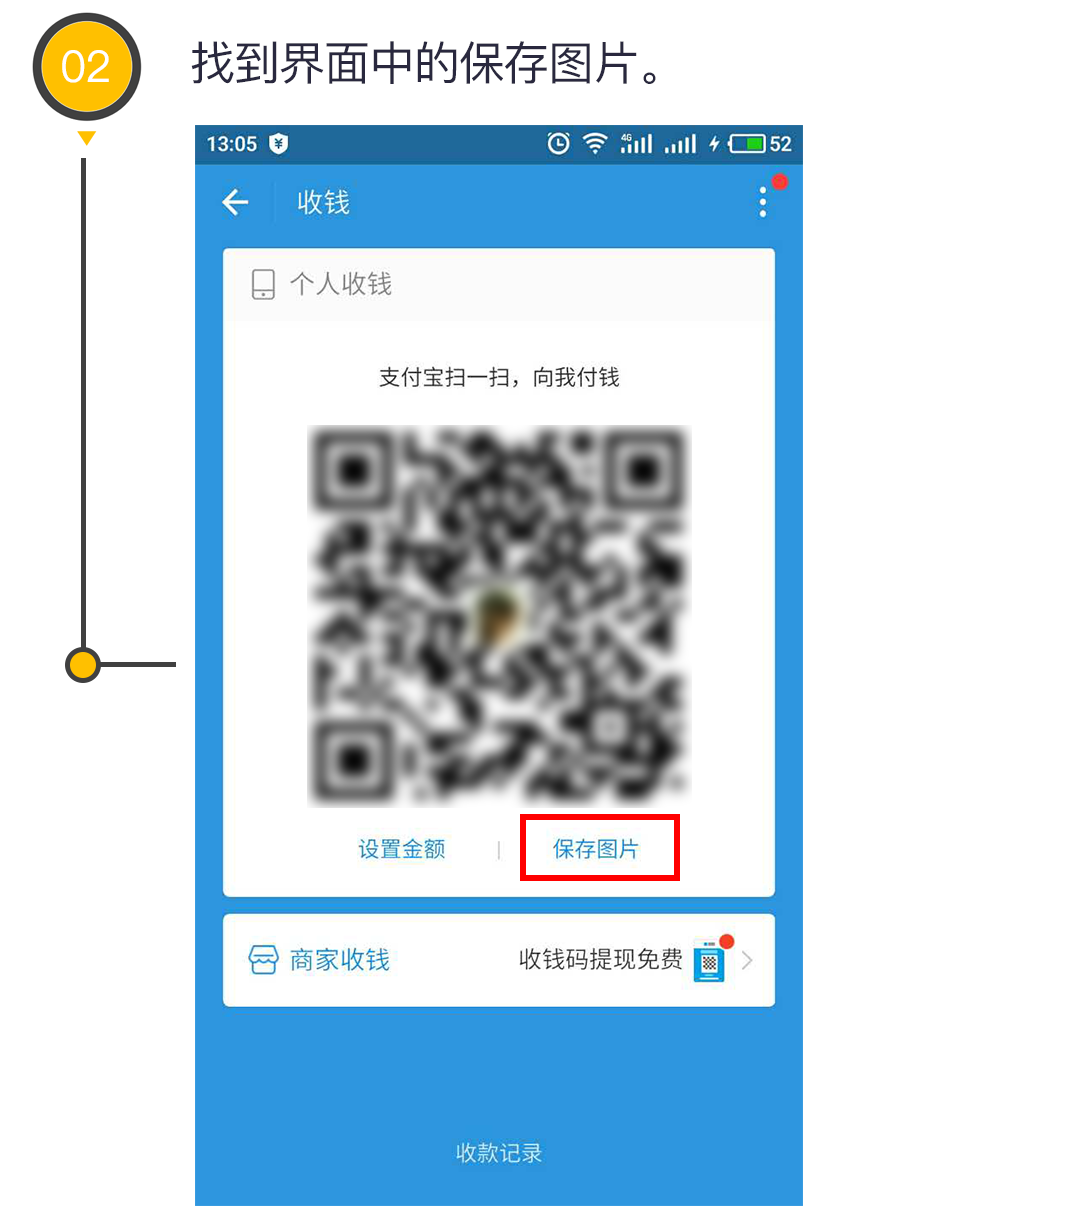 02
找到界面中的保存图片。
13:05
4G
52
收钱
个人收钱
支付宝扫一扫，向我付钱
设置金额 | 保存图片
商家收钱
收钱码提现免费
收款记录